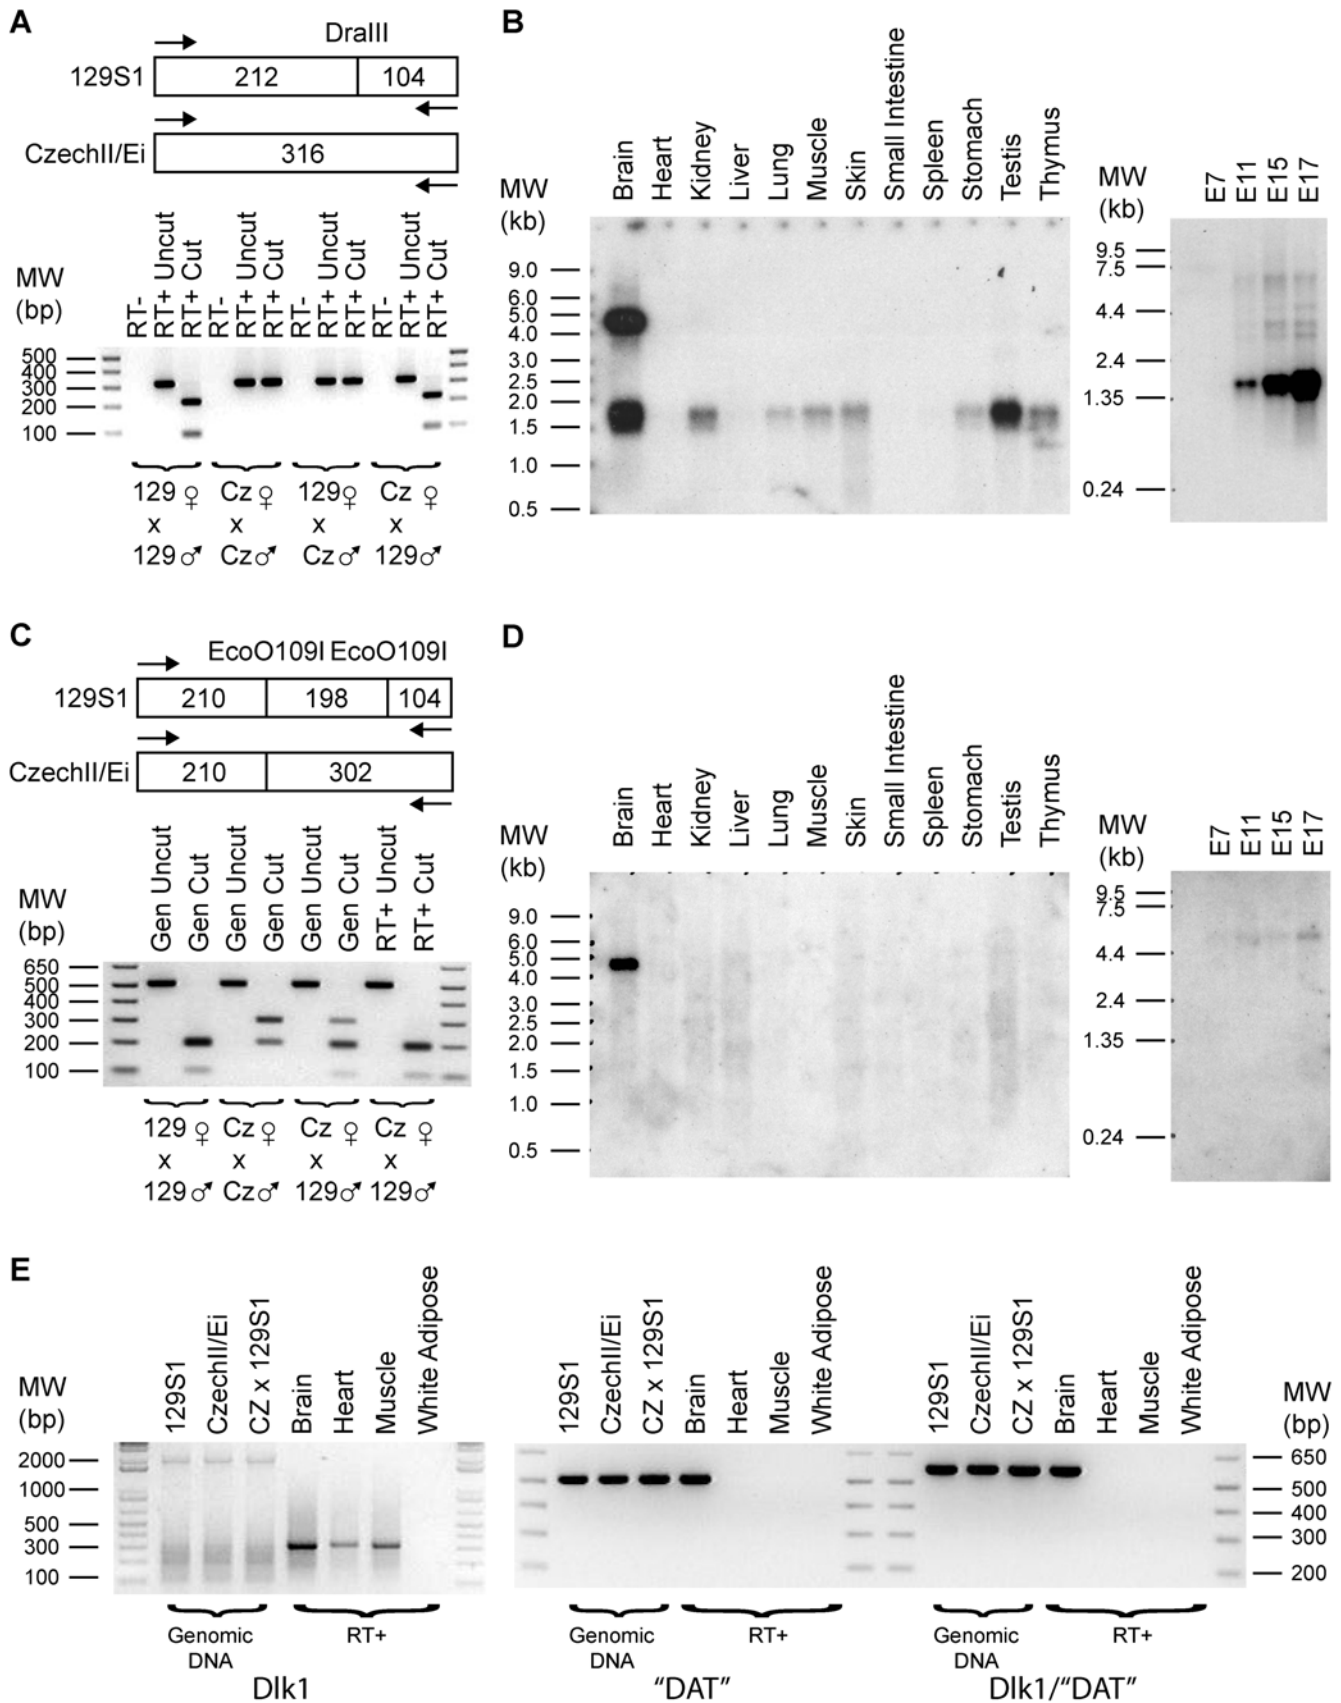 A
DraIII
129S1
212
104
CzechII/Ei
316
MW
(bp)
RT-
RT+ Uncut
RT+ Cut
RT-
RT+ Uncut
RT+ Cut
RT-
RT+ Uncut
RT+ Cut
RT-
RT+ Uncut
RT+ Cut
500
400
300
200
100
129 ♀ Cz ♀ 129♀ Cz ♀
x x x x
129♂ Cz♂ Cz♂ 129♂
B
MW
(kb)
Brain
Heart
Kidney
Liver
Lung
Muscle
Skin
Small Intestine
Spleen
Stomach
Testis
Thymus
9.0
6.0
5.0
4.0
3.0
2.5
2.0
1.5
1.0
0.5
MW
(kb)
E7
E11
E15
E17
9.5
7.5
4.4
2.4
1.35
0.24
C
EcoO109I EcoO109I
129S1
210
198
104
CzechII/Ei
210
302
MW
(bp)
Gen Uncut
Gen Cut
Gen Uncut
Gen Cut
Gen Uncut
Gen Cut
RT+ Uncut
RT+ Cut
650
500
400
300
200
100
129 ♀ Cz ♀ Cz ♀ Cz ♀
x x x x
129♂ Cz♂ 129♂ 129♂
D
MW
(kb)
Brain
Heart
Kidney
Liver
Lung
Muscle
Skin
Small Intestine
Spleen
Stomach
Testis
Thymus
9.0
6.0
5.0
4.0
3.0
2.5
2.0
1.5
1.0
0.5
MW
(kb)
E7
E11
E15
E17
9.5
7.5
4.4
2.4
1.35
0.24
E
MW
(bp)
129S1
CzechII/Ei
CZ x 129S1
Brain
Heart
Muscle
White Adipose
2000
1000
500
300
100
Genomic
DNA
RT+
Dlk1
129S1
CzechII/Ei
CZ x 129S1
Brain
Heart
Muscle
White Adipose
Genomic
DNA
RT+
“DAT”
129S1
CzechII/Ei
CZ x 129S1
Brain
Heart
Muscle
White Adipose
MW
(bp)
650
500
400
300
200
Genomic
DNA
RT+
Dlk1/“DAT”